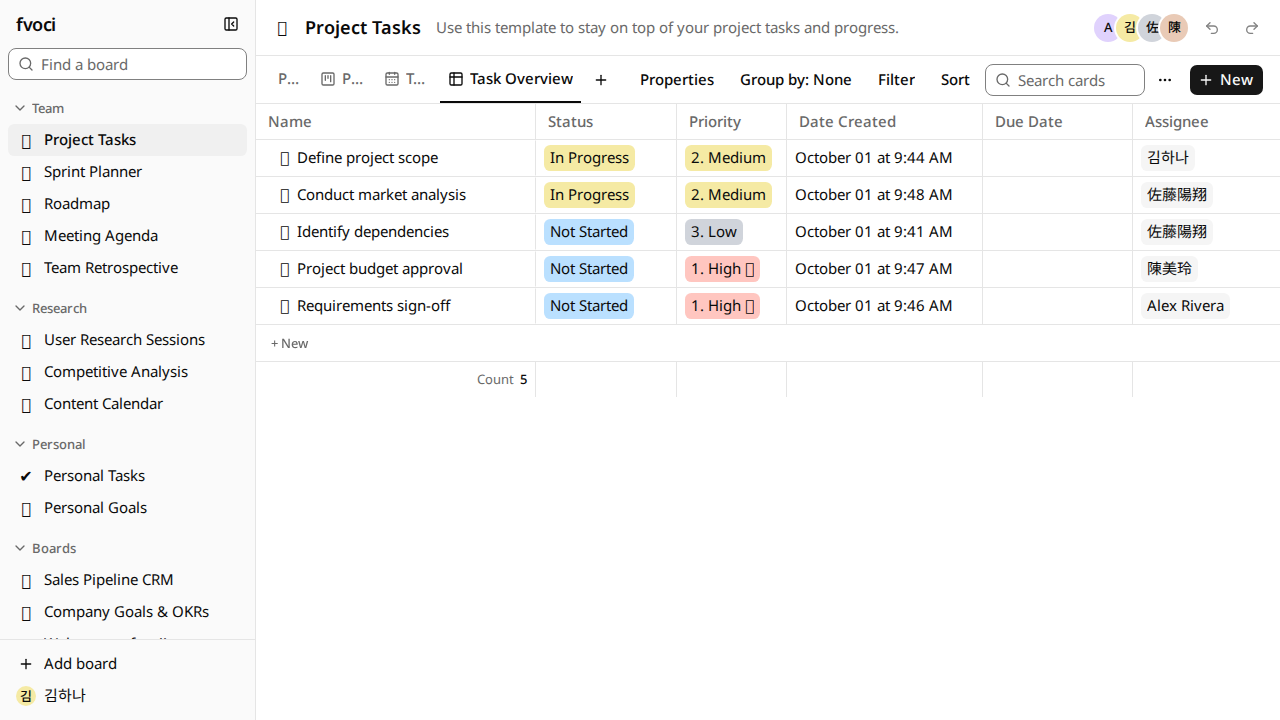 fvoci
Find a board
Team
Project Tasks
Sprint Planner
Roadmap
Meeting Agenda
Team Retrospective
Research
User Research Sessions
Competitive Analysis
Content Calendar
Personal
✔ Personal Tasks
Personal Goals
Boards
Sales Pipeline CRM
Company Goals & OKRs
Add board
김 김하나
Project Tasks Use this template to stay on top of your project tasks and progress. A 김 佐 陳
P... P... T... Task Overview Properties Group by: None Filter Sort Search cards ... New
Name Status Priority Date Created Due Date Assignee
Define project scope In Progress 2. Medium October 01 at 9:44 AM 김하나
Conduct market analysis In Progress 2. Medium October 01 at 9:48 AM 佐藤陽翔
Identify dependencies Not Started 3. Low October 01 at 9:41 AM 佐藤陽翔
Project budget approval Not Started 1. High October 01 at 9:47 AM 陳美玲
Requirements sign-off Not Started 1. High October 01 at 9:46 AM Alex Rivera
+ New
Count 5